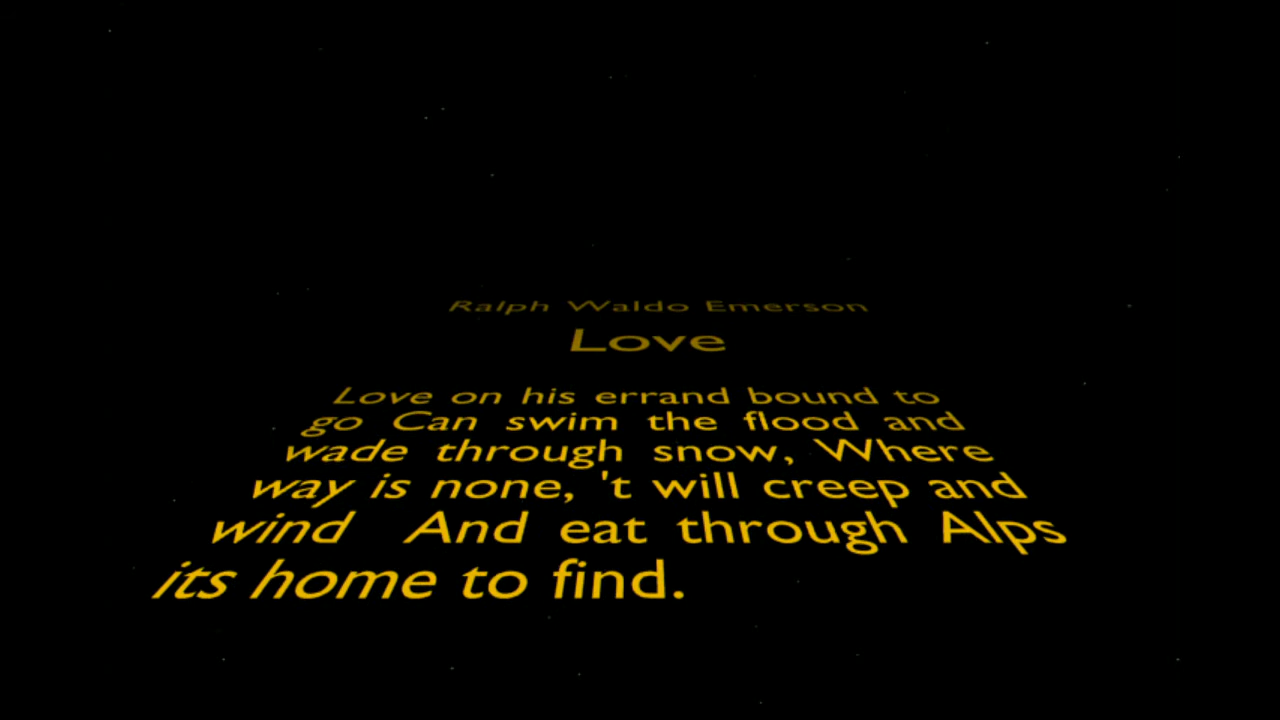 Ralph Waldo Emerson
Love
Love on his errand bound to
go Can swim the flood and
wade through snow, Where
way is none, 't will creep and
wind And eat through Alps
its home to find.